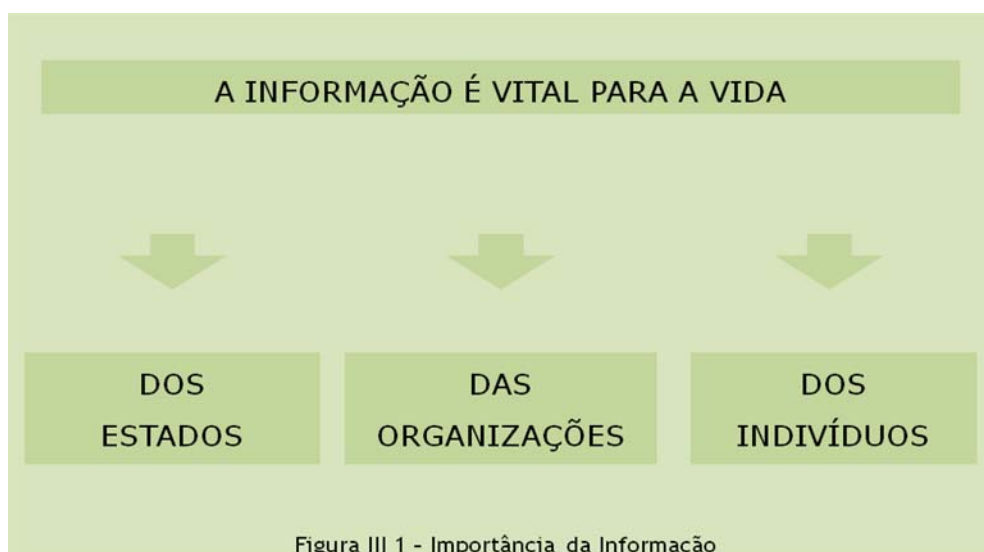 A INFORMAÇÃO É VITAL PARA A VIDA
DOS
ESTADOS
DAS
ORGANIZAÇÕES
DOS
INDIVÍDUOS
Figura III 1 - Importância da Informação